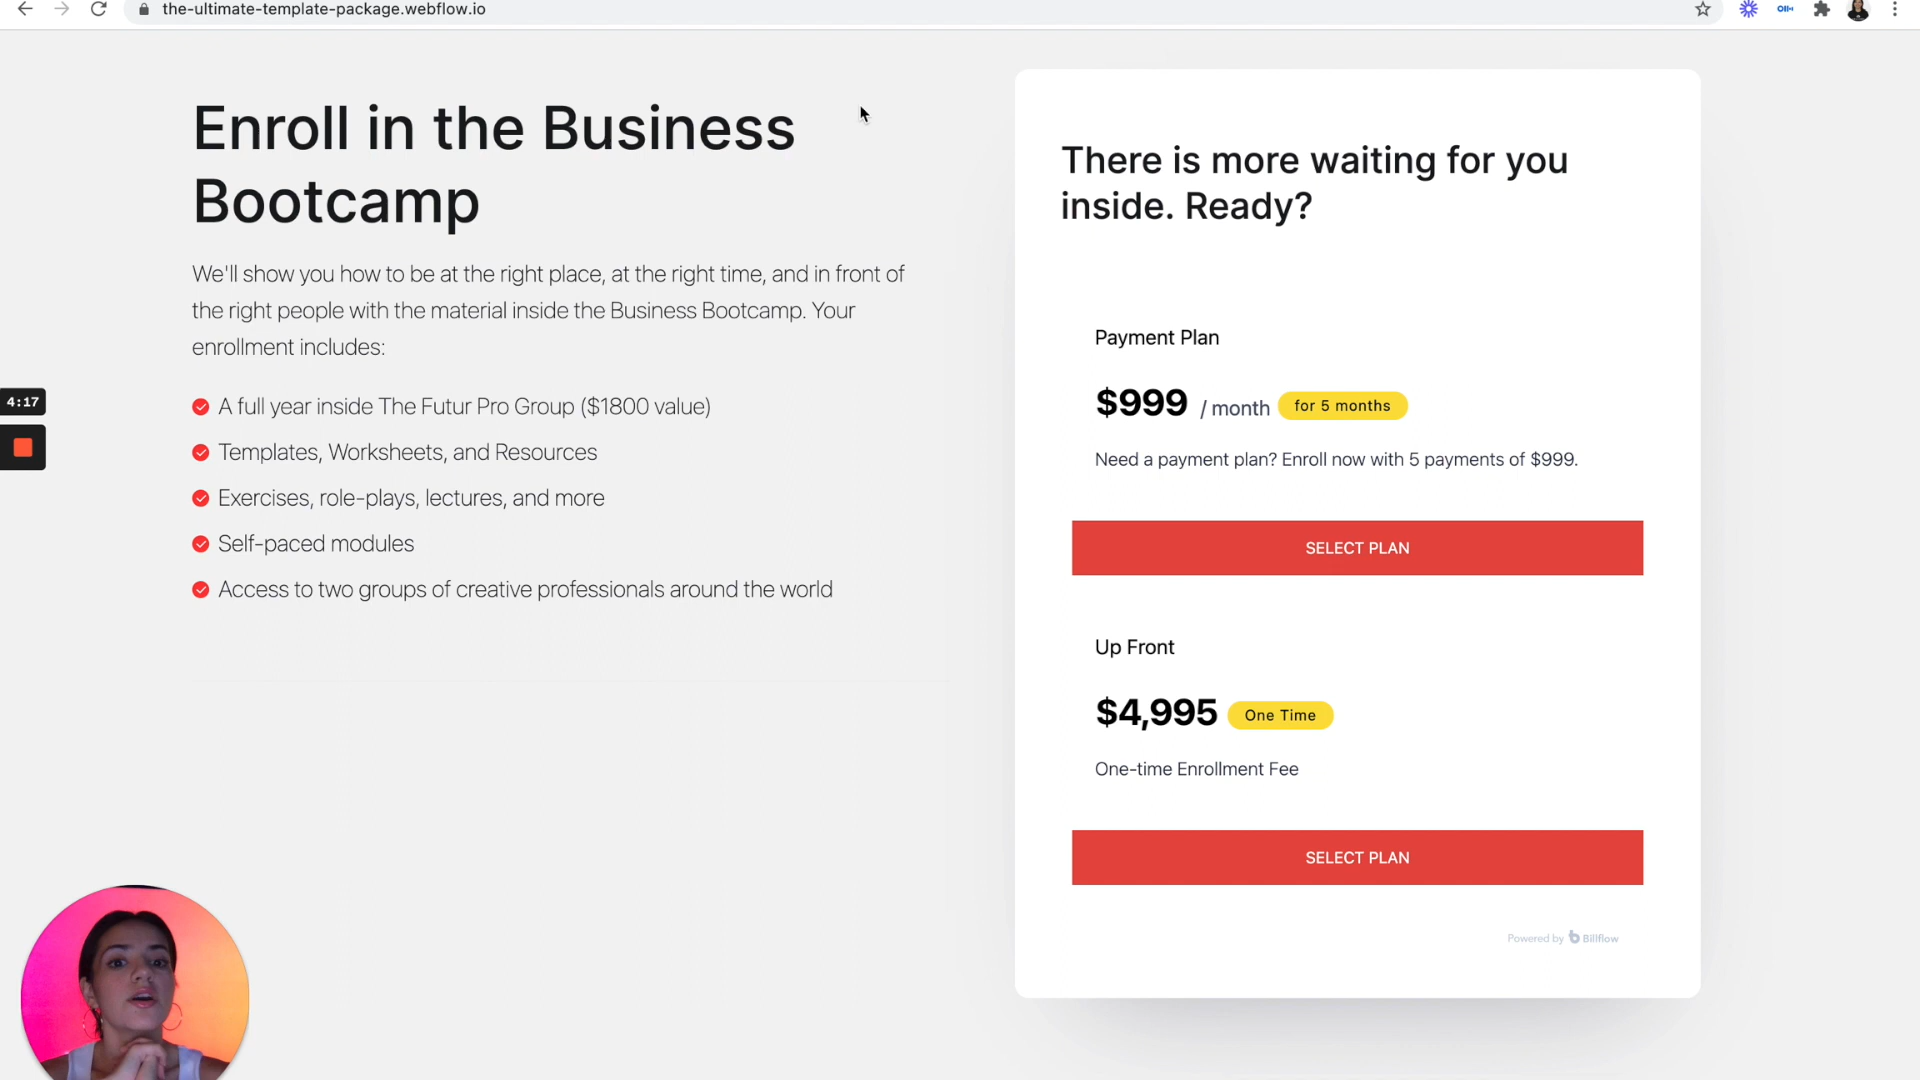 the-ultimate-template-package.webflow.io
Enroll in the Business
Bootcamp
We'll show you how to be at the right place, at the right time, and in front of
the right people with the material inside the Business Bootcamp. Your
enrollment includes:
A full year inside The Futur Pro Group ($1800 value)
Templates, Worksheets, and Resources
Exercises, role-plays, lectures, and more
Self-paced modules
Access to two groups of creative professionals around the world
4:17
There is more waiting for you
inside. Ready?
Payment Plan
$999 / month for 5 months
Need a payment plan? Enroll now with 5 payments of $999.
SELECT PLAN
Up Front
$4,995 One Time
One-time Enrollment Fee
SELECT PLAN
Powered by Billflow